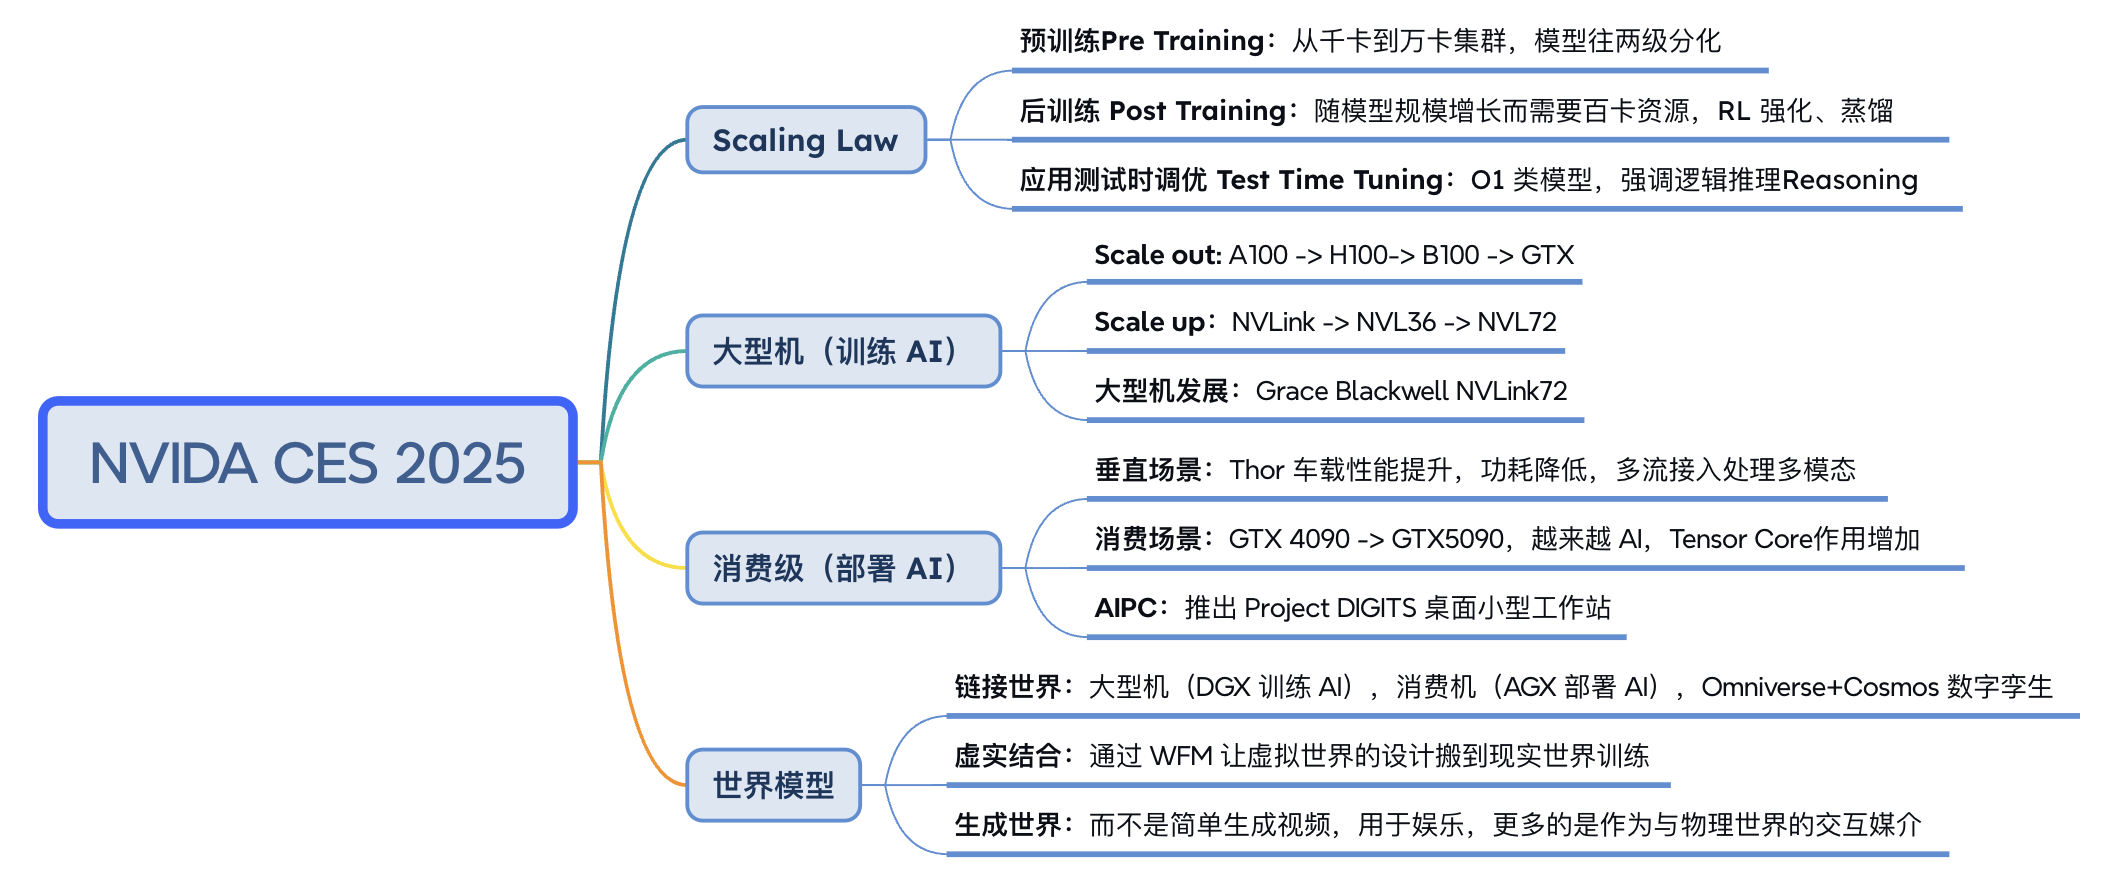 NVIDA CES 2025
Scaling Law
预训练Pre Training：从千卡到万卡集群，模型往两级分化
后训练 Post Training：随模型规模增长而需要百卡资源，RL 强化、蒸馏
应用测试时调优 Test Time Tuning：O1 类模型，强调逻辑推理Reasoning
大型机（训练 AI）
Scale out: A100 -> H100-> B100 -> GTX
Scale up：NVLink -> NVL36 -> NVL72
大型机发展：Grace Blackwell NVLink72
消费级（部署 AI）
垂直场景：Thor 车载性能提升，功耗降低，多流接入处理多模态
消费场景：GTX 4090 -> GTX5090，越来越 AI，Tensor Core作用增加
AIPC：推出 Project DIGITS 桌面小型工作站
世界模型
链接世界：大型机（DGX 训练 AI），消费机（AGX 部署 AI），Omniverse+Cosmos 数字孪生
虚实结合：通过 WFM 让虚拟世界的设计搬到现实世界训练
生成世界：而不是简单生成视频，用于娱乐，更多的是作为与物理世界的交互媒介